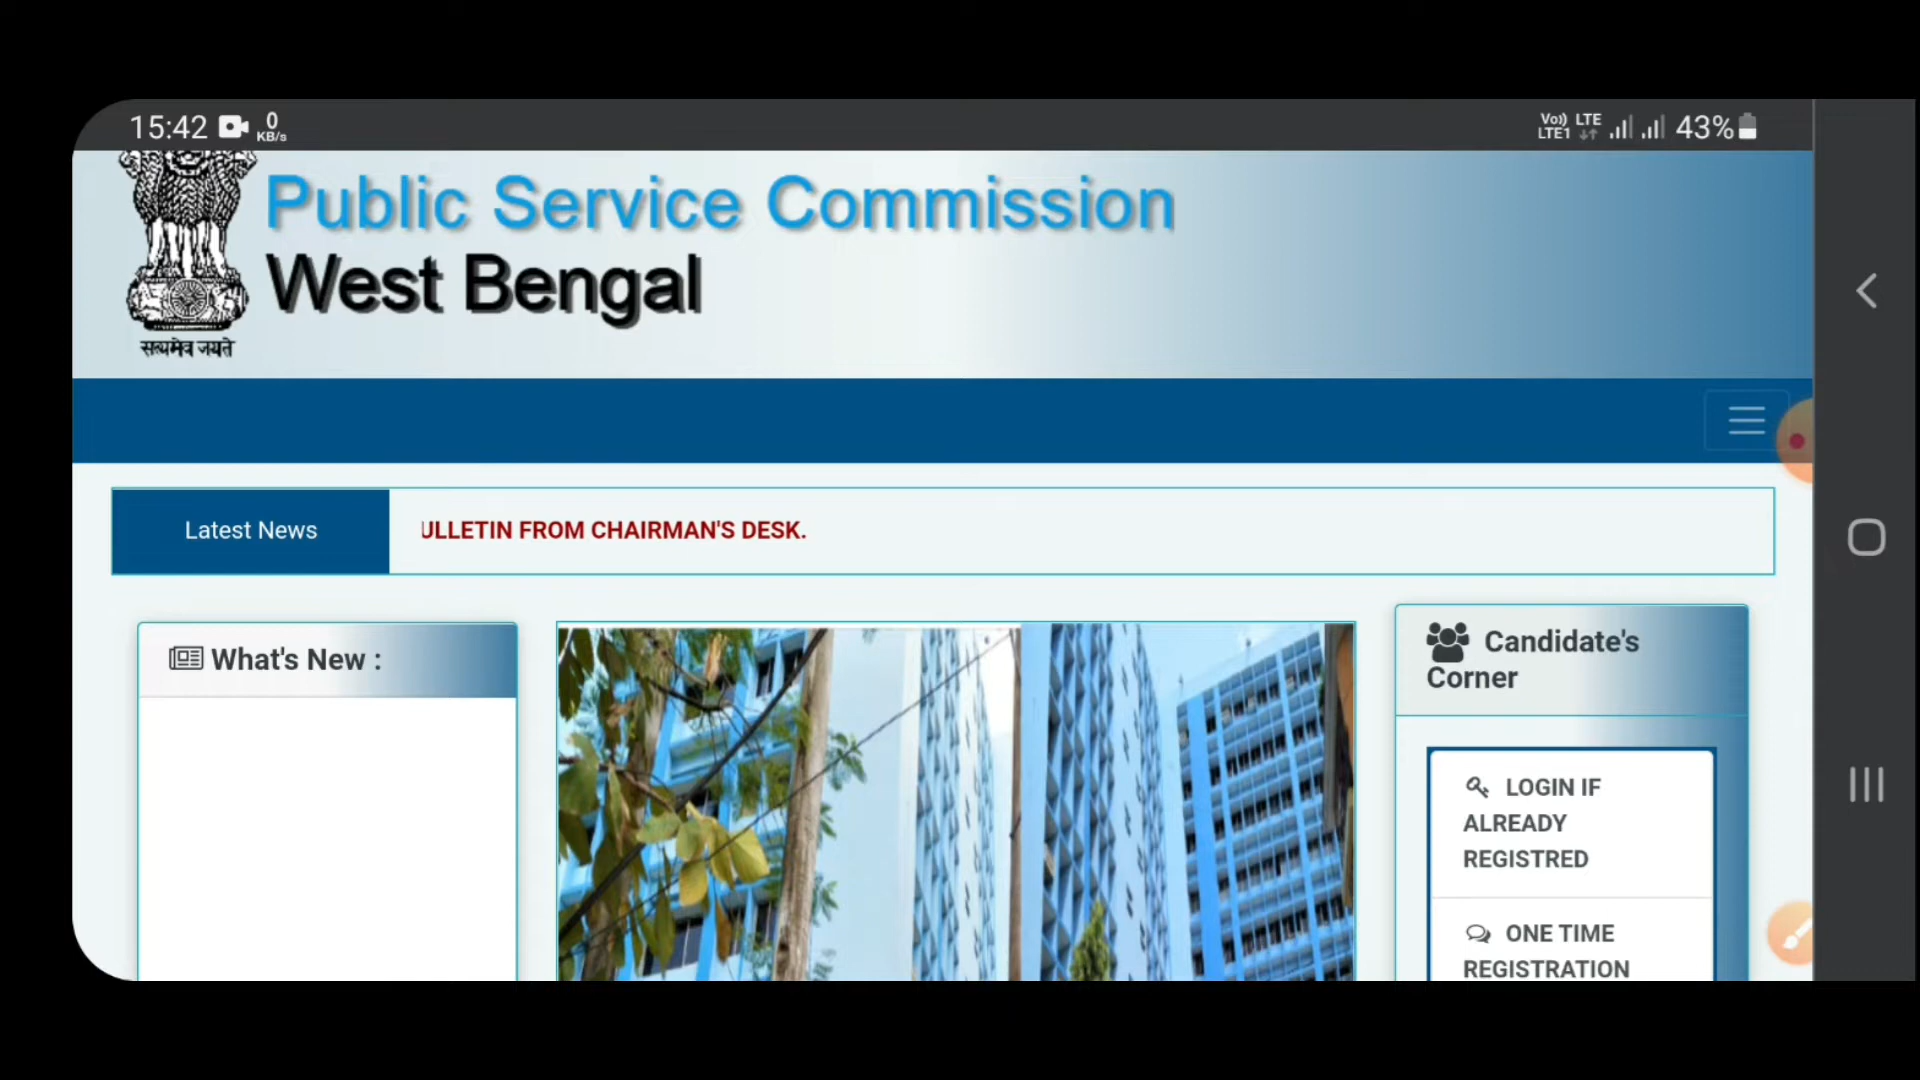 15:42 0 KB/s Vo)) LTE LTE1 43%
Public Service Commission
West Bengal
सत्यमेव जयते
Latest News
ULLETIN FROM CHAIRMAN'S DESK.
What's New :
Candidate's
Corner
LOGIN IF
ALREADY
REGISTRED
ONE TIME
REGISTRATION